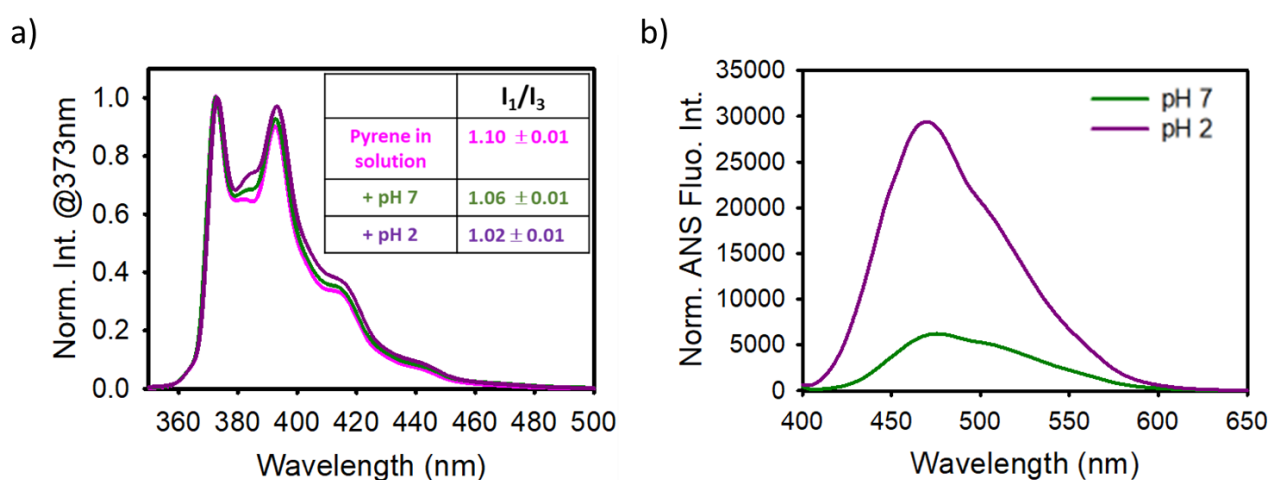 a)
Norm. Int. @373nm
1.0
0.8
0.6
0.4
0.2
0.0
360 380 400 420 440 460 480 500
Wavelength (nm)
I₁/I₃
Pyrene in solution 1.10 ±0.01
+ pH 7 1.06 ±0.01
+ pH 2 1.02 ±0.01
b)
Norm. ANS Fluo. Int.
35000
30000
25000
20000
15000
10000
5000
0
400 450 500 550 600 650
Wavelength (nm)
pH 7
pH 2